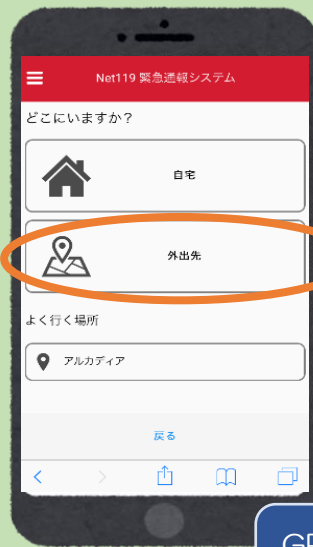 Net119 緊急通報システム
どこにいますか？
自宅
外出先
よく行く場所
アルカディア
戻る